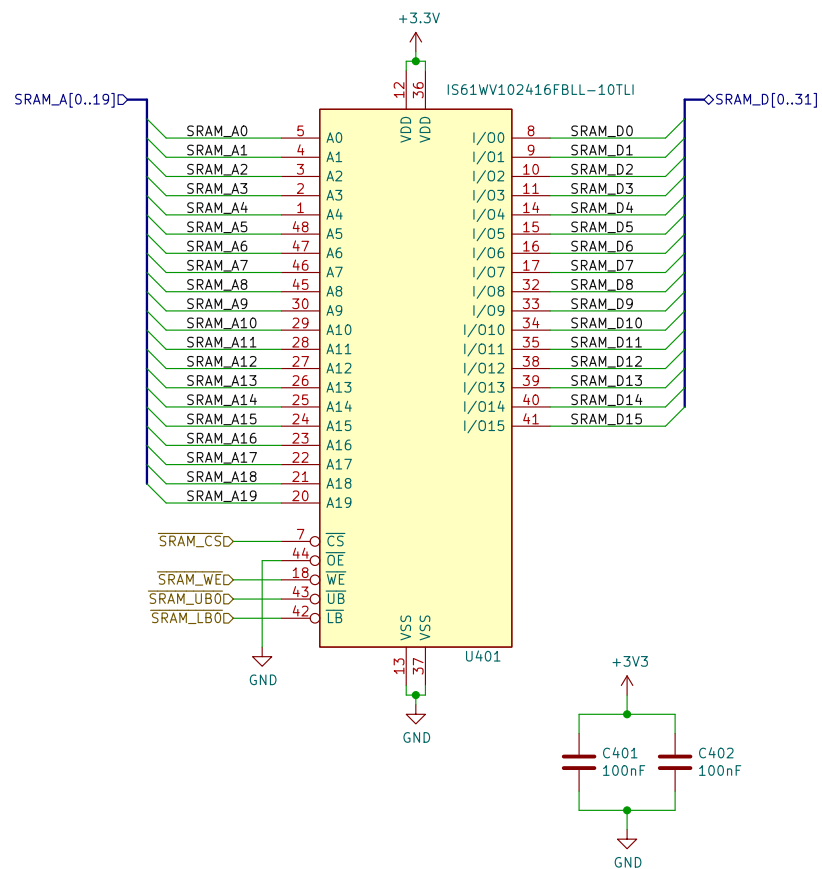 +3.3V
IS61WV102416FBLL-10TLI
SRAM_A[0..19]
SRAM_D[0..31]
12 36
VDD VDD
SRAM_A0 5 A0 I/O0 8 SRAM_D0
SRAM_A1 4 A1 I/O1 9 SRAM_D1
SRAM_A2 3 A2 I/O2 10 SRAM_D2
SRAM_A3 2 A3 I/O3 11 SRAM_D3
SRAM_A4 1 A4 I/O4 14 SRAM_D4
SRAM_A5 48 A5 I/O5 15 SRAM_D5
SRAM_A6 47 A6 I/O6 16 SRAM_D6
SRAM_A7 46 A7 I/O7 17 SRAM_D7
SRAM_A8 45 A8 I/O8 32 SRAM_D8
SRAM_A9 30 A9 I/O9 33 SRAM_D9
SRAM_A10 29 A10 I/O10 34 SRAM_D10
SRAM_A11 28 A11 I/O11 35 SRAM_D11
SRAM_A12 27 A12 I/O12 38 SRAM_D12
SRAM_A13 26 A13 I/O13 39 SRAM_D13
SRAM_A14 25 A14 I/O14 40 SRAM_D14
SRAM_A15 24 A15 I/O15 41 SRAM_D15
SRAM_A16 23 A16
SRAM_A17 22 A17
SRAM_A18 21 A18
SRAM_A19 20 A19
SRAM_CS 7 CS
44 OE
SRAM_WE 18 WE
SRAM_UB0 43 UB
SRAM_LB0 42 LB
VSS VSS
13 37
U401
GND
GND
+3V3
C401
100nF
C402
100nF
GND